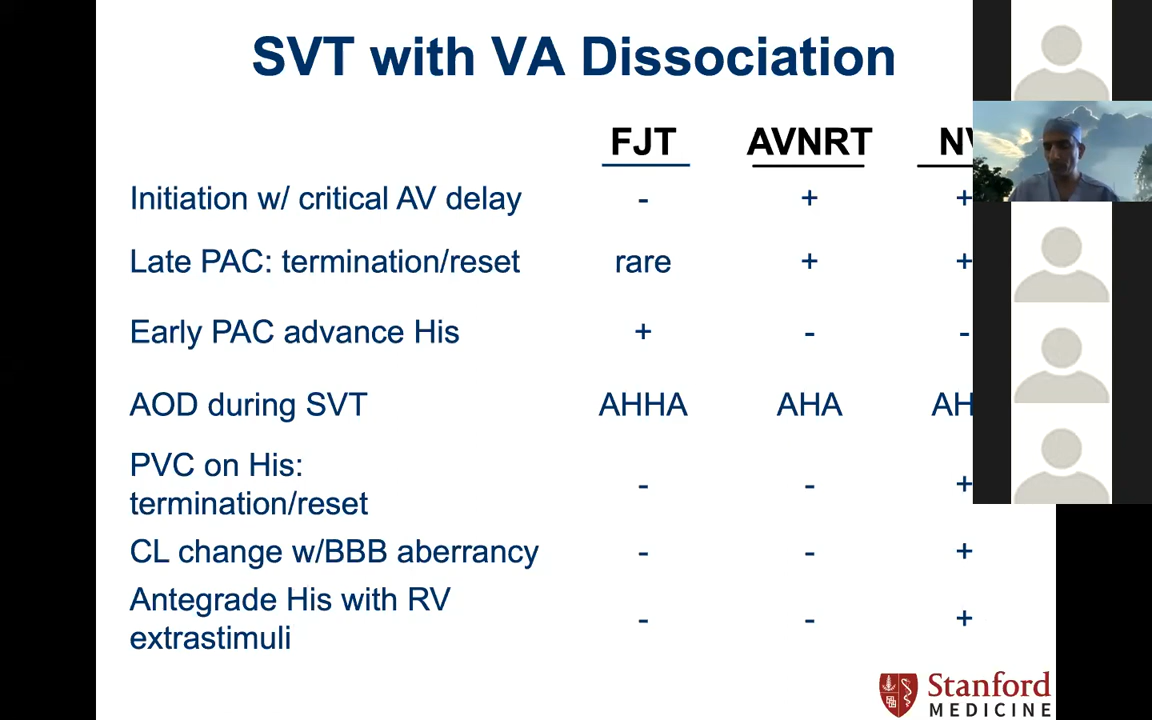 SVT with VA Dissociation
FJT AVNRT
Initiation w/ critical AV delay - + +
Late PAC: termination/reset rare + +
Early PAC advance His + - -
AOD during SVT AHHA AHA
PVC on His:
termination/reset - - +
CL change w/BBB aberrancy - - +
Antegrade His with RV
extrastimuli - - +
Stanford
MEDICINE